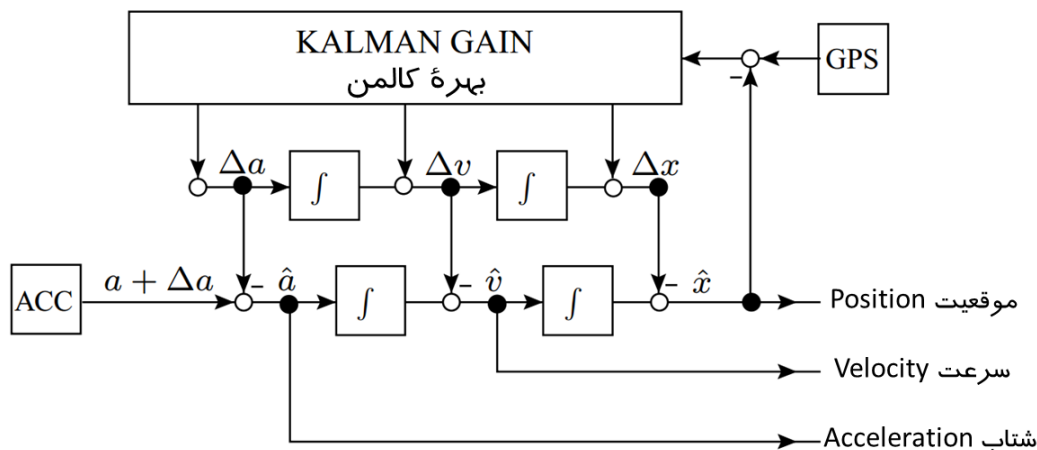 KALMAN GAIN
بهرهٔ کالمن
GPS
−
Δa
∫
Δv
∫
Δx
ACC
a + Δa
−
â
∫
−
v̂
∫
−
x̂
Position موقعیت
Velocity سرعت
Acceleration شتاب